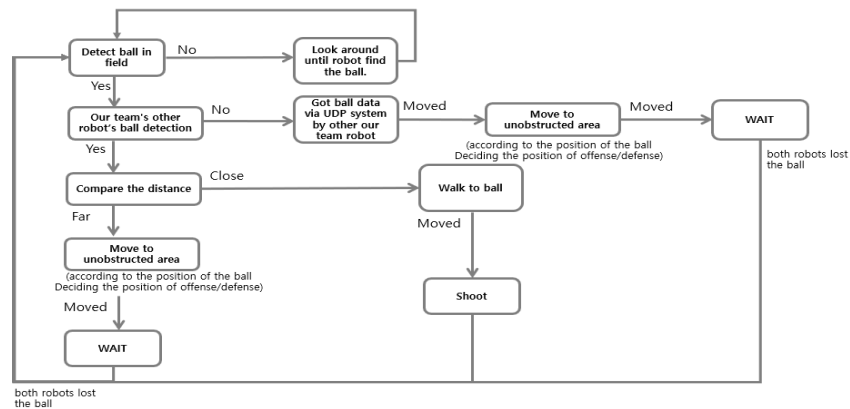 Detect ball in
field
No
Look around
until robot find
the ball.
Yes
Our team's other
robot's ball detection
No
Got ball data
via UDP system
by other our
team robot
Moved
Move to
unobstructed area
(according to the position of the ball
Deciding the position of offense/defense)
Moved
WAIT
both robots lost
the ball
Yes
Compare the distance
Close
Walk to ball
Far
Moved
Move to
unobstructed area
(according to the position of the ball
Deciding the position of offense/defense)
Shoot
Moved
WAIT
both robots lost
the ball